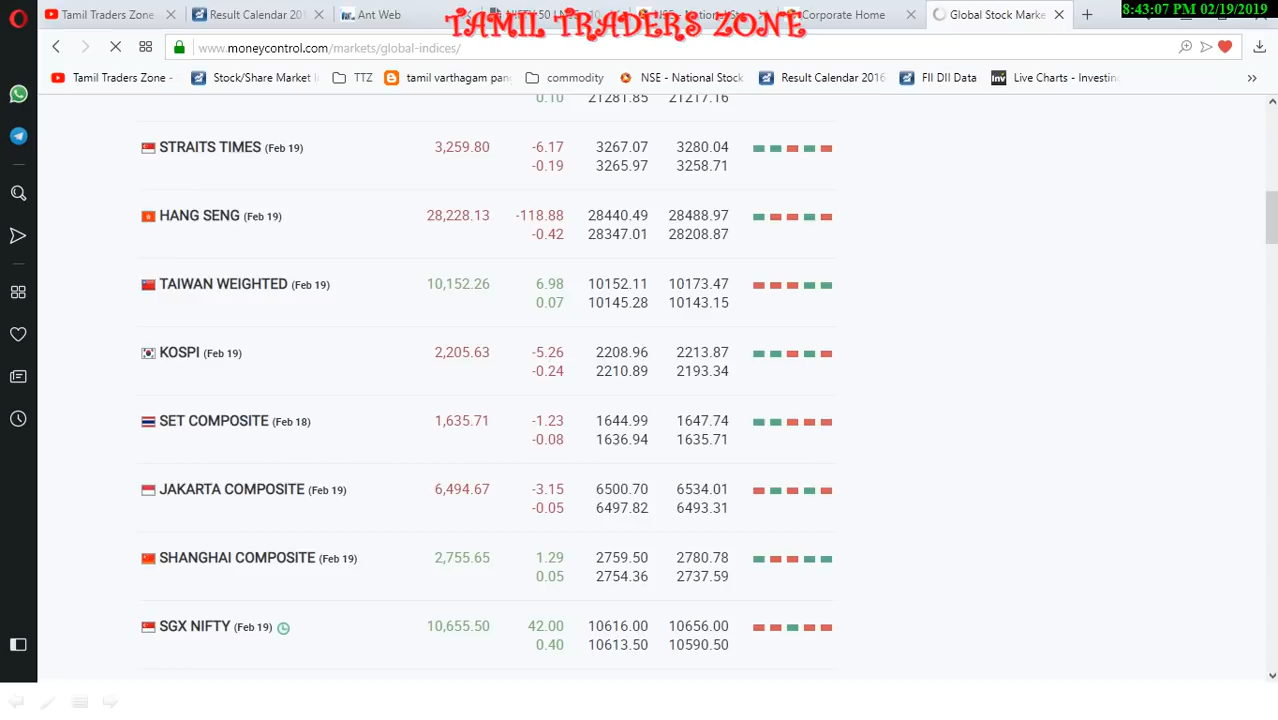 8:43:07 PM 02/19/2019
Tamil Traders Zone
Result Calendar 201
Ant Web
Corporate Home
Global Stock Marke
TAMIL TRADERS ZONE
www.moneycontrol.com/markets/global-indices/
Tamil Traders Zone -
Stock/Share Market
TTZ
tamil varthagam pan
commodity
NSE - National Stock
Result Calendar 2016
FII DII Data
Inv
Live Charts - Investin
»
0.10 21281.85 21217.16
STRAITS TIMES (Feb 19) 3,259.80 -6.17 3267.07 3280.04
-0.19 3265.97 3258.71
HANG SENG (Feb 19) 28,228.13 -118.88 28440.49 28488.97
-0.42 28347.01 28208.87
TAIWAN WEIGHTED (Feb 19) 10,152.26 6.98 10152.11 10173.47
0.07 10145.28 10143.15
KOSPI (Feb 19) 2,205.63 -5.26 2208.96 2213.87
-0.24 2210.89 2193.34
SET COMPOSITE (Feb 18) 1,635.71 -1.23 1644.99 1647.74
-0.08 1636.94 1635.71
JAKARTA COMPOSITE (Feb 19) 6,494.67 -3.15 6500.70 6534.01
-0.05 6497.82 6493.31
SHANGHAI COMPOSITE (Feb 19) 2,755.65 1.29 2759.50 2780.78
0.05 2754.36 2737.59
SGX NIFTY (Feb 19) 10,655.50 42.00 10616.00 10656.00
0.40 10613.50 10590.50